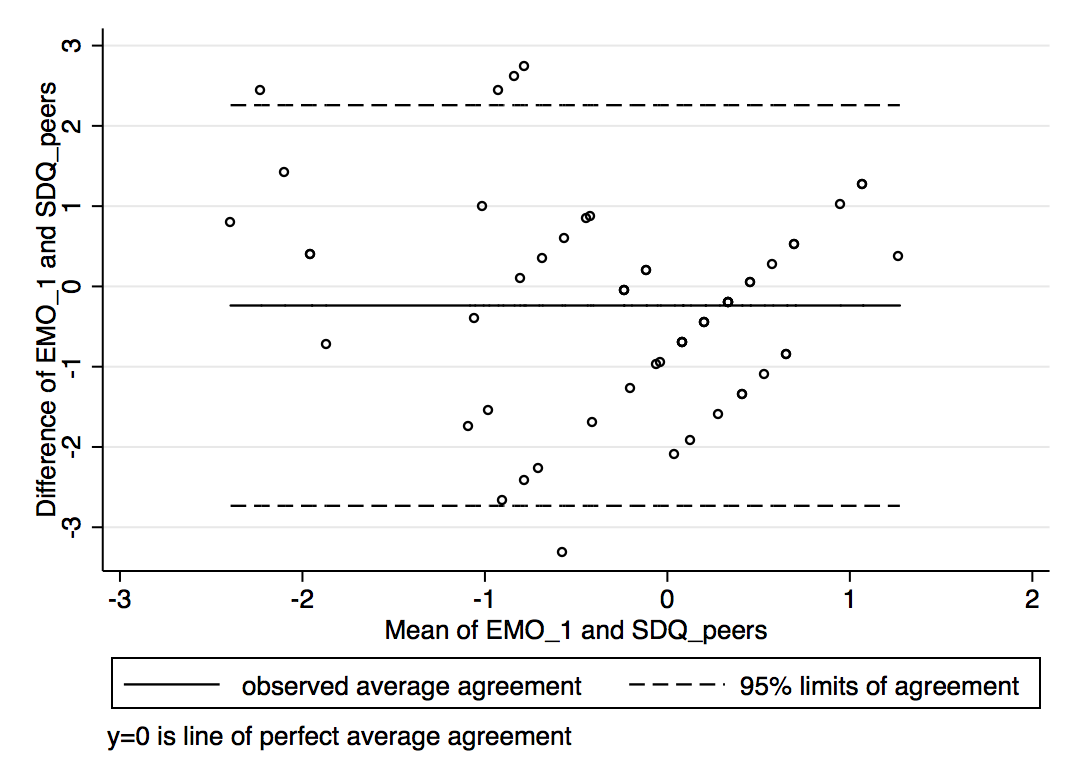 Difference of EMO_1 and SDQ_peers
3
2
1
0
-1
-2
-3
-3 -2 -1 0 1 2
Mean of EMO_1 and SDQ_peers
observed average agreement 95% limits of agreement
y=0 is line of perfect average agreement